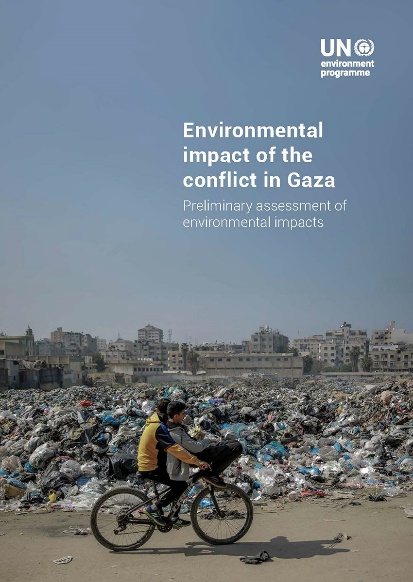 UN
environment
programme
Environmental
impact of the
conflict in Gaza
Preliminary assessment of
environmental impacts